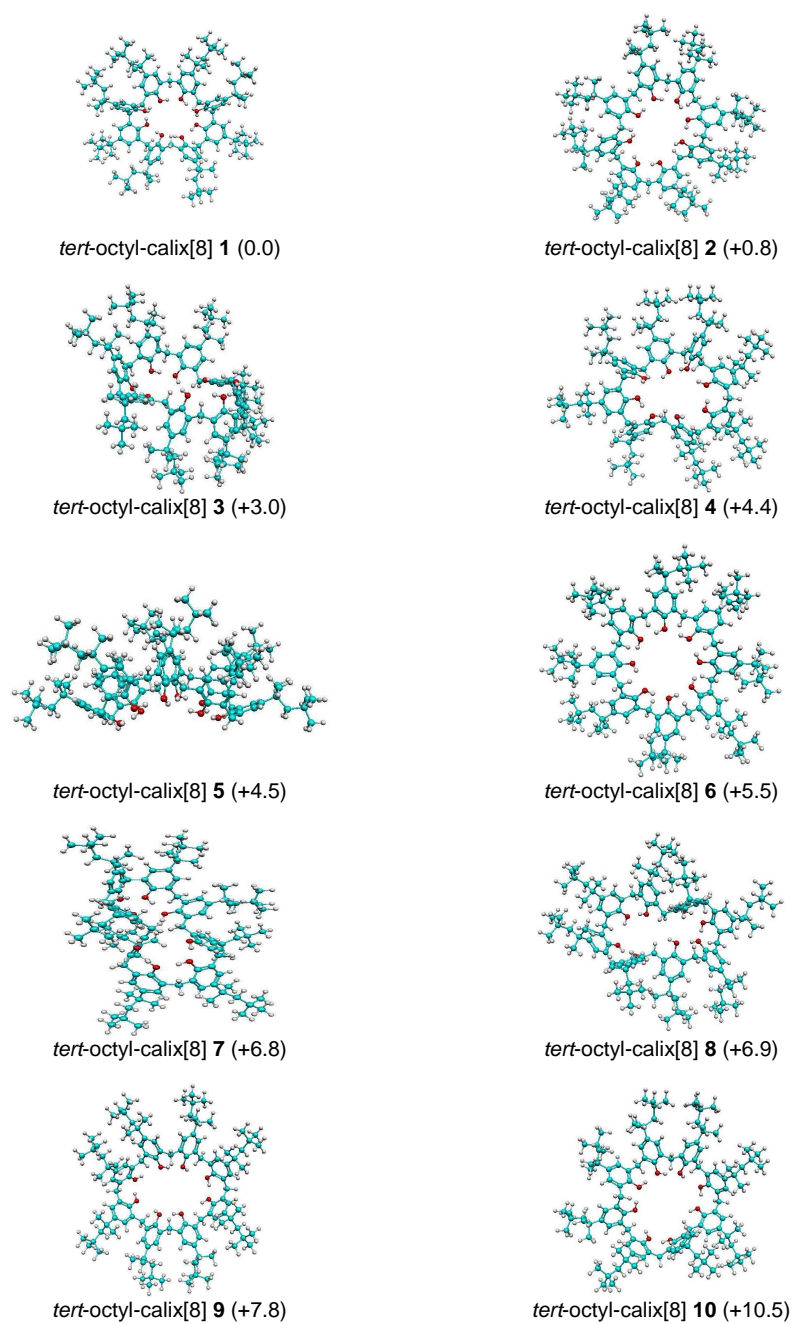 tert-octyl-calix[8] 1 (0.0)
tert-octyl-calix[8] 2 (+0.8)
tert-octyl-calix[8] 3 (+3.0)
tert-octyl-calix[8] 4 (+4.4)
tert-octyl-calix[8] 5 (+4.5)
tert-octyl-calix[8] 6 (+5.5)
tert-octyl-calix[8] 7 (+6.8)
tert-octyl-calix[8] 8 (+6.9)
tert-octyl-calix[8] 9 (+7.8)
tert-octyl-calix[8] 10 (+10.5)